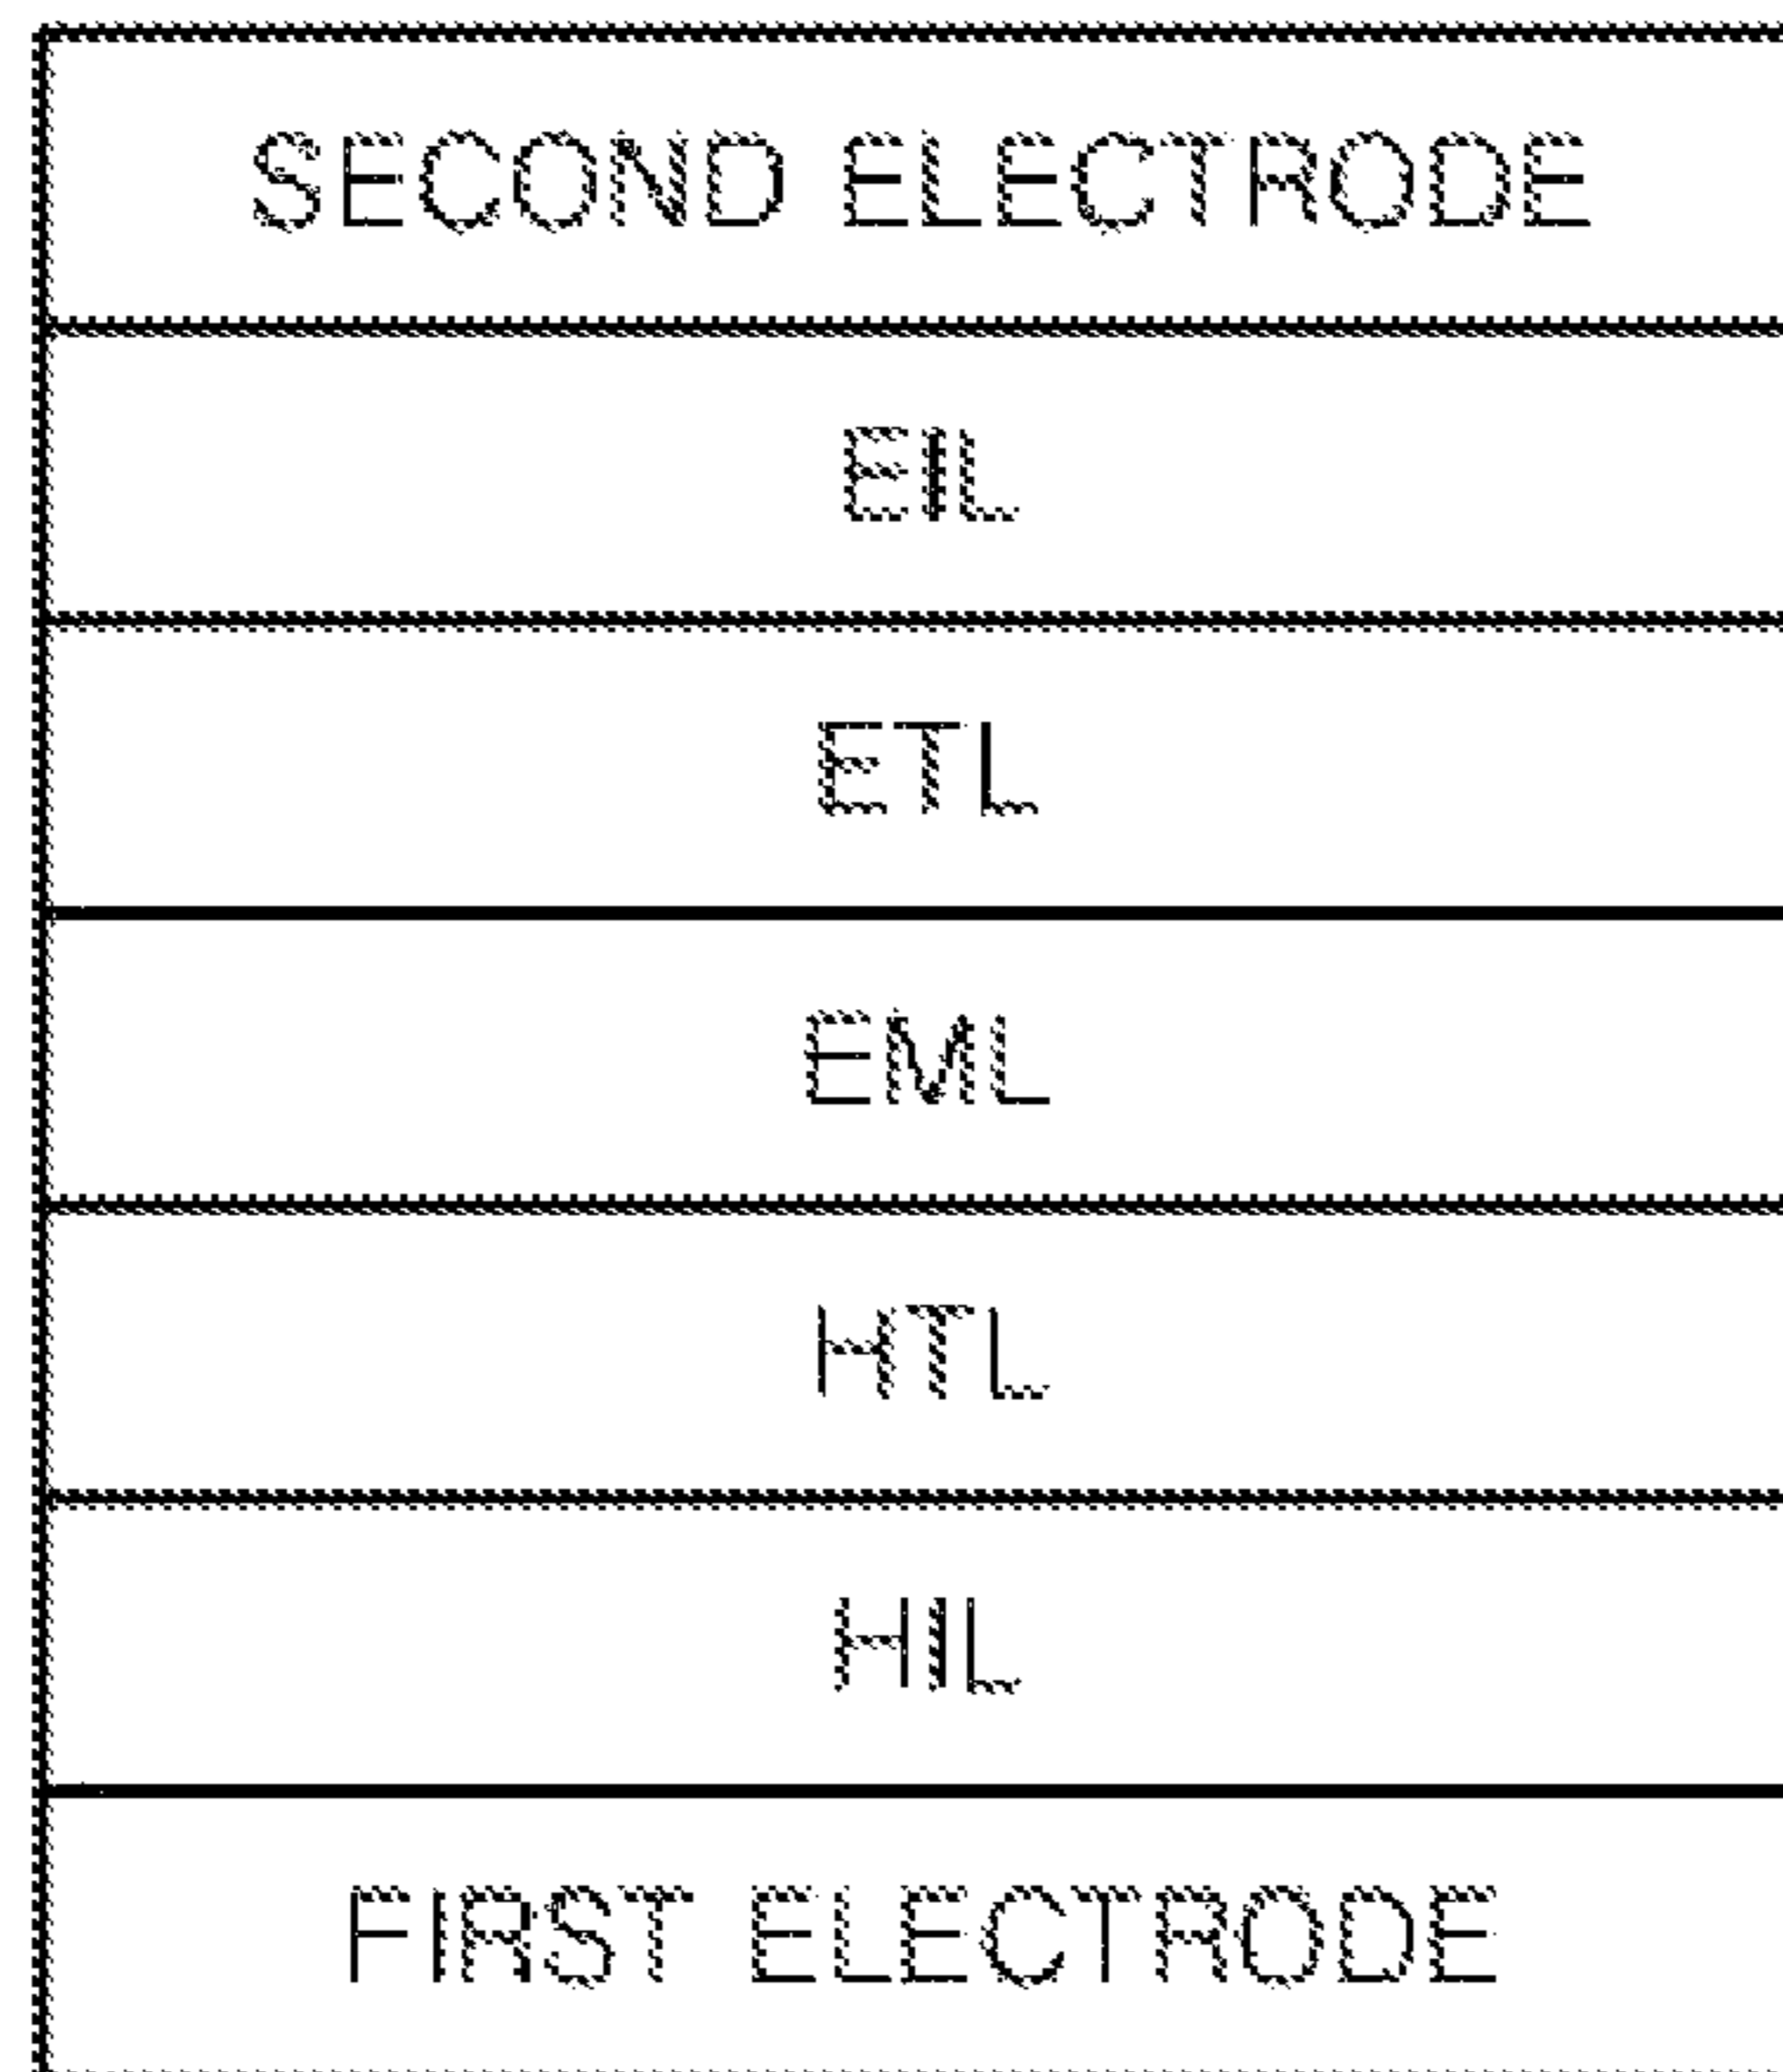 SECOND ELECTRODE
EIL
ETL
EML
HTL
HIL
FIRST ELECTRODE